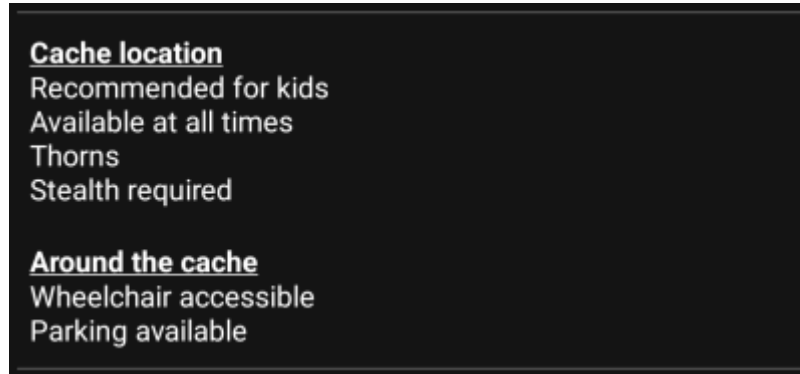 Cache location
Recommended for kids
Available at all times
Thorns
Stealth required
Around the cache
Wheelchair accessible
Parking available